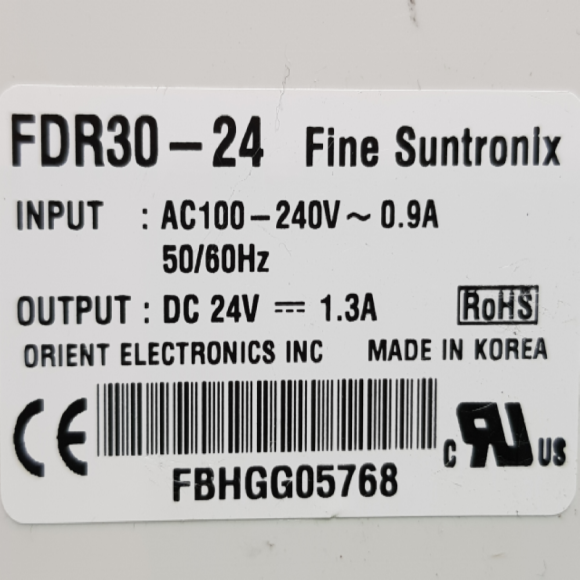 FDR30-24 Fine Suntronix
INPUT : AC100-240V~ 0.9A
50/60Hz
OUTPUT : DC 24V ⎓ 1.3A RoHS
ORIENT ELECTRONICS INC MADE IN KOREA
CE
c RU US
FBHGG05768